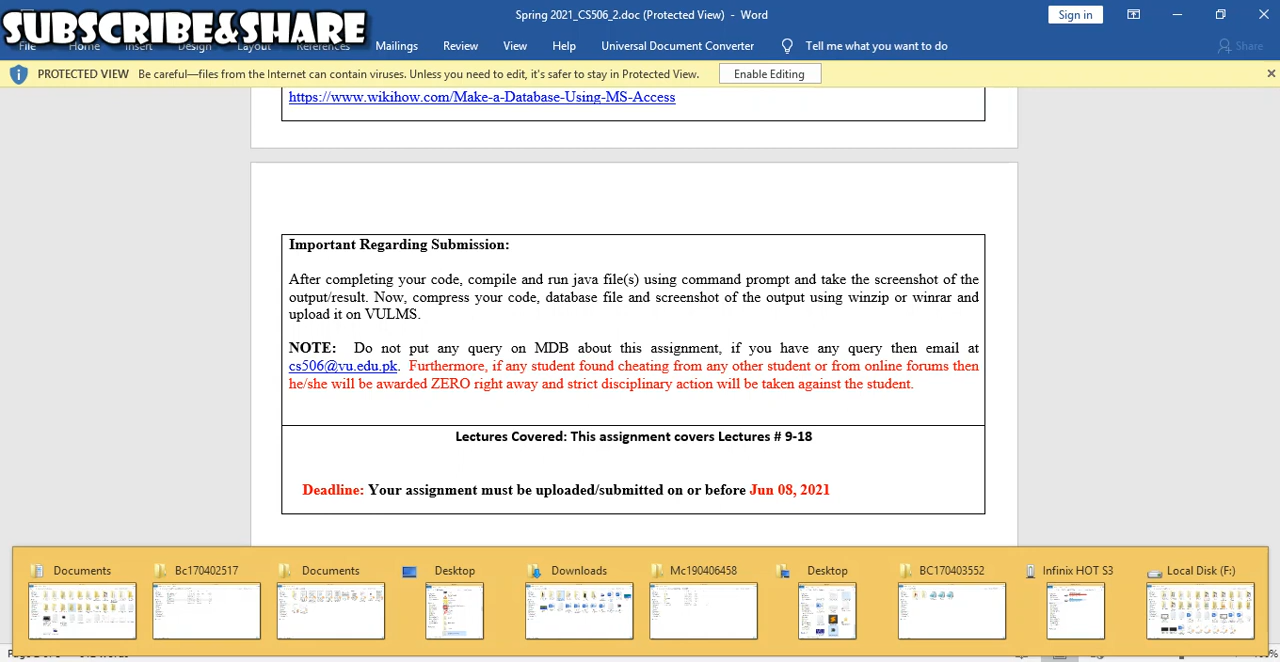 SUBSCRIBE&SHARE
Spring 2021_CS506_2.doc (Protected View) - Word
Sign in
File Home Insert Design Layout References Mailings Review View Help Universal Document Converter Tell me what you want to do Share
PROTECTED VIEW Be careful—files from the Internet can contain viruses. Unless you need to edit, it's safer to stay in Protected View. Enable Editing
https://www.wikihow.com/Make-a-Database-Using-MS-Access
Important Regarding Submission:
After completing your code, compile and run java file(s) using command prompt and take the screenshot of the
output/result. Now, compress your code, database file and screenshot of the output using winzip or winrar and
upload it on VULMS.
NOTE: Do not put any query on MDB about this assignment, if you have any query then email at
cs506@vu.edu.pk. Furthermore, if any student found cheating from any other student or from online forums then
he/she will be awarded ZERO right away and strict disciplinary action will be taken against the student.
Lectures Covered: This assignment covers Lectures # 9-18
Deadline: Your assignment must be uploaded/submitted on or before Jun 08, 2021
Documents Bc170402517 Documents Desktop Downloads Mc190406458 Desktop BC170403552 Infinix HOT S3 Local Disk (F:)